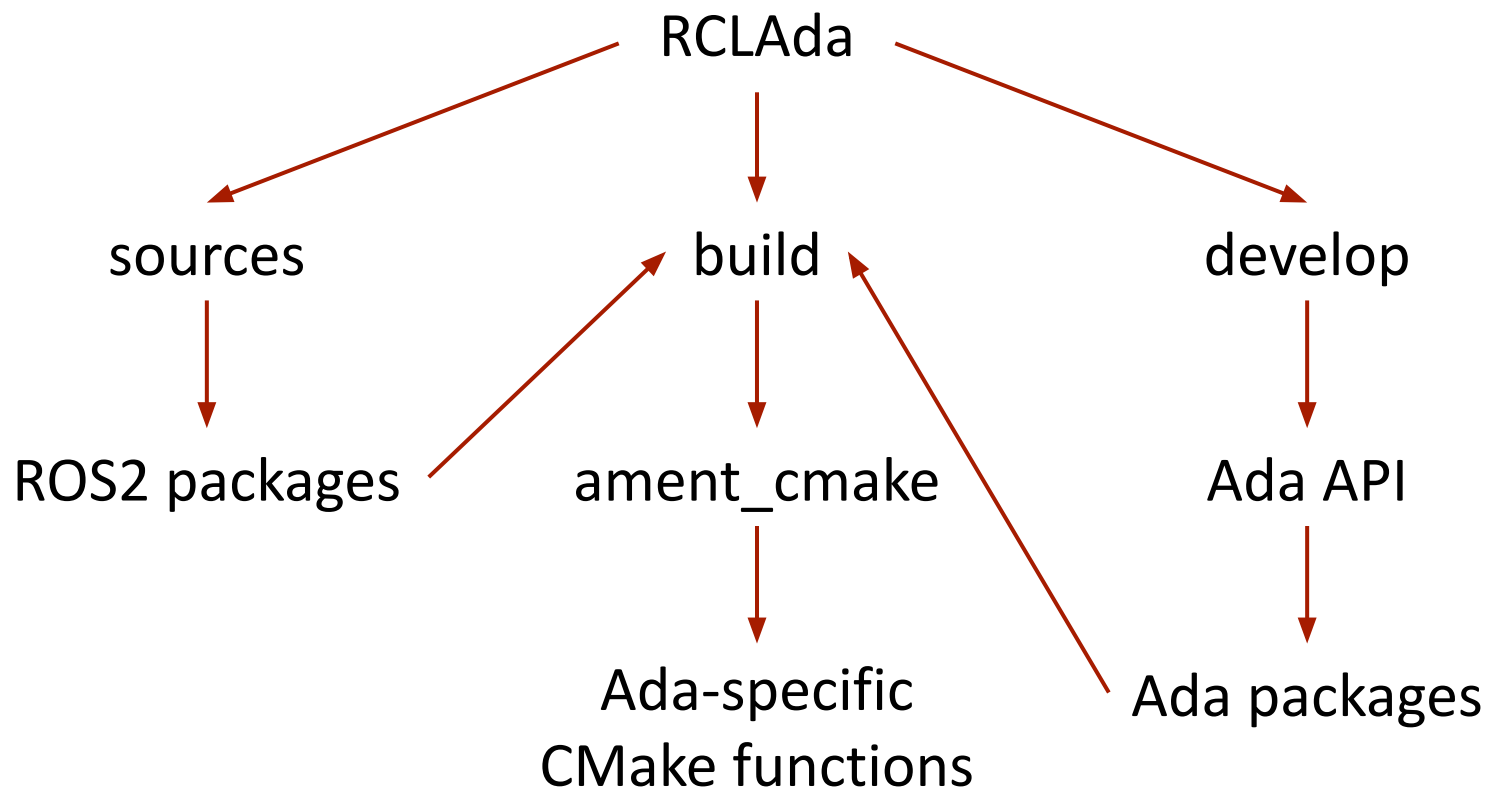 RCLAda
sources
build
develop
ROS2 packages
ament_cmake
Ada API
Ada-specific
CMake functions
Ada packages